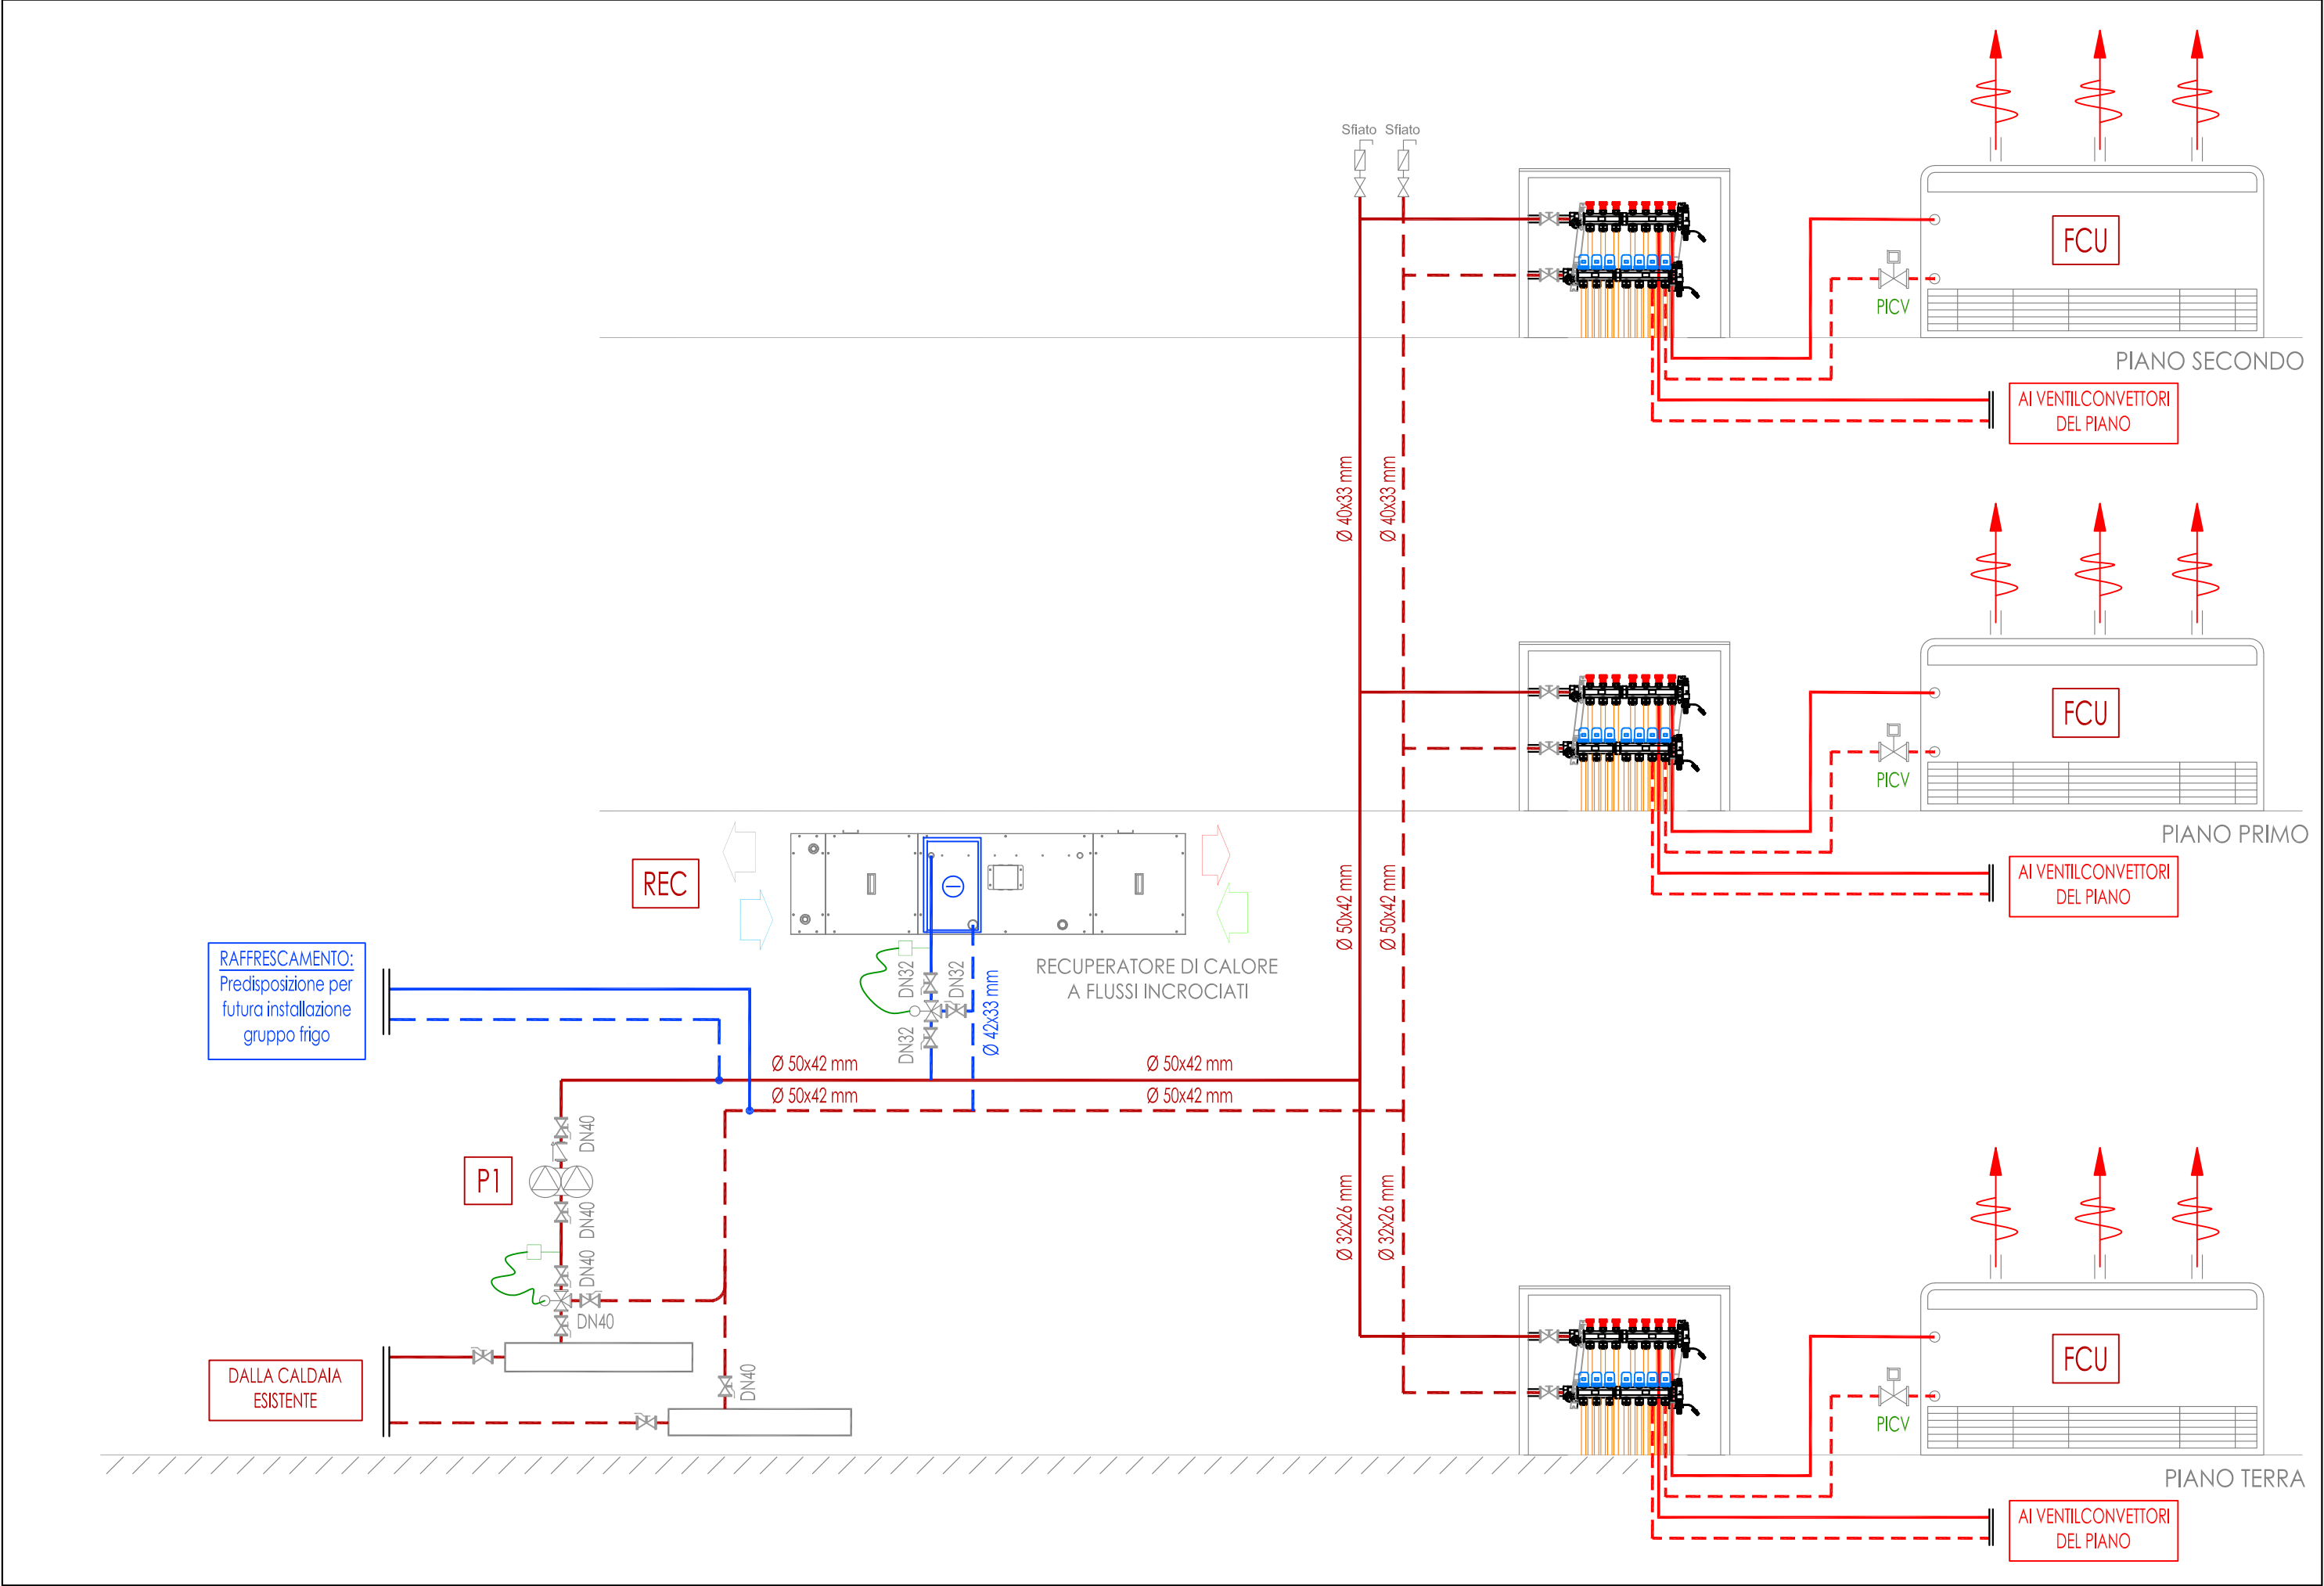 Sfiato Sfiato
FCU
PICV
PIANO SECONDO
AI VENTILCONVETTORI
DEL PIANO
Ø 40x33 mm
Ø 40x33 mm
FCU
PICV
PIANO PRIMO
AI VENTILCONVETTORI
DEL PIANO
REC
RECUPERATORE DI CALORE
A FLUSSI INCROCIATI
Ø 50x42 mm
Ø 50x42 mm
RAFFRESCAMENTO:
Predisposizione per
futura installazione
gruppo frigo
DN32
DN32
DN32
Ø 42x33 mm
Ø 50x42 mm
Ø 50x42 mm
Ø 50x42 mm
Ø 50x42 mm
DN40
P1
DN40
DN40
DN40
DN40
Ø 32x26 mm
Ø 32x26 mm
DALLA CALDAIA
ESISTENTE
FCU
PICV
PIANO TERRA
AI VENTILCONVETTORI
DEL PIANO